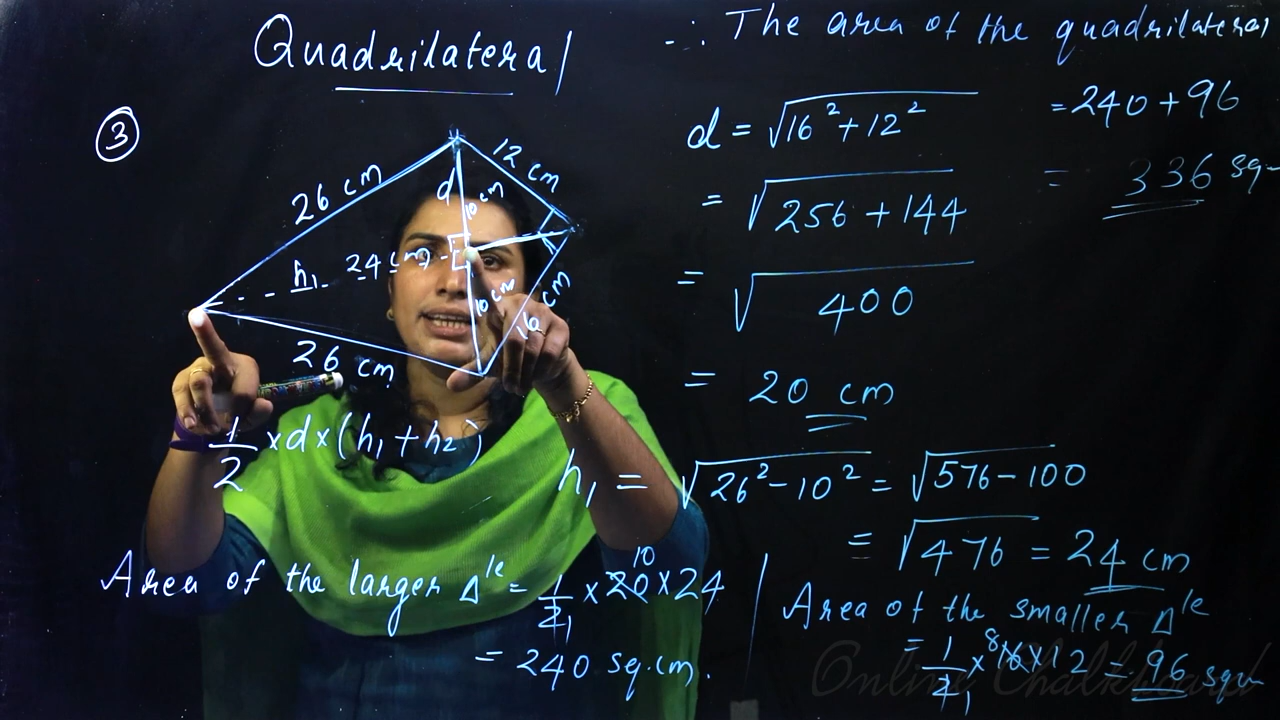 Quadrilateral
③
26 cm
12 cm
d
10 cm
h₁ 24 cm
10 cm
16 cm
26 cm
1/2 × d × (h₁ + h₂)
Area of the larger Δˡᵉ = 1/2 × 20 × 24
10
1
= 240 sq.cm.
∴ The area of the quadrilateral
= 240 + 96
= 336 sq
d = √16² + 12²
= √256 + 144
= √400
= 20 cm
h₁ = √26² - 10² = √576 - 100
= √476 = 24 cm
Area of the smaller Δˡᵉ
= 1/2 × 16 × 12 = 96 sqcm
8
1
Online Chalkboard